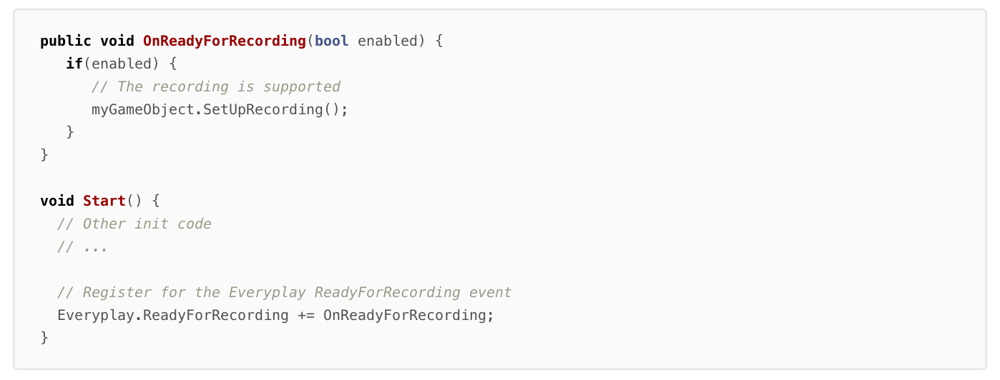 public void OnReadyForRecording(bool enabled) {
   if(enabled) {
      // The recording is supported
      myGameObject.SetUpRecording();
   }
}

void Start() {
  // Other init code
  // ...

  // Register for the Everyplay ReadyForRecording event
  Everyplay.ReadyForRecording += OnReadyForRecording;
}